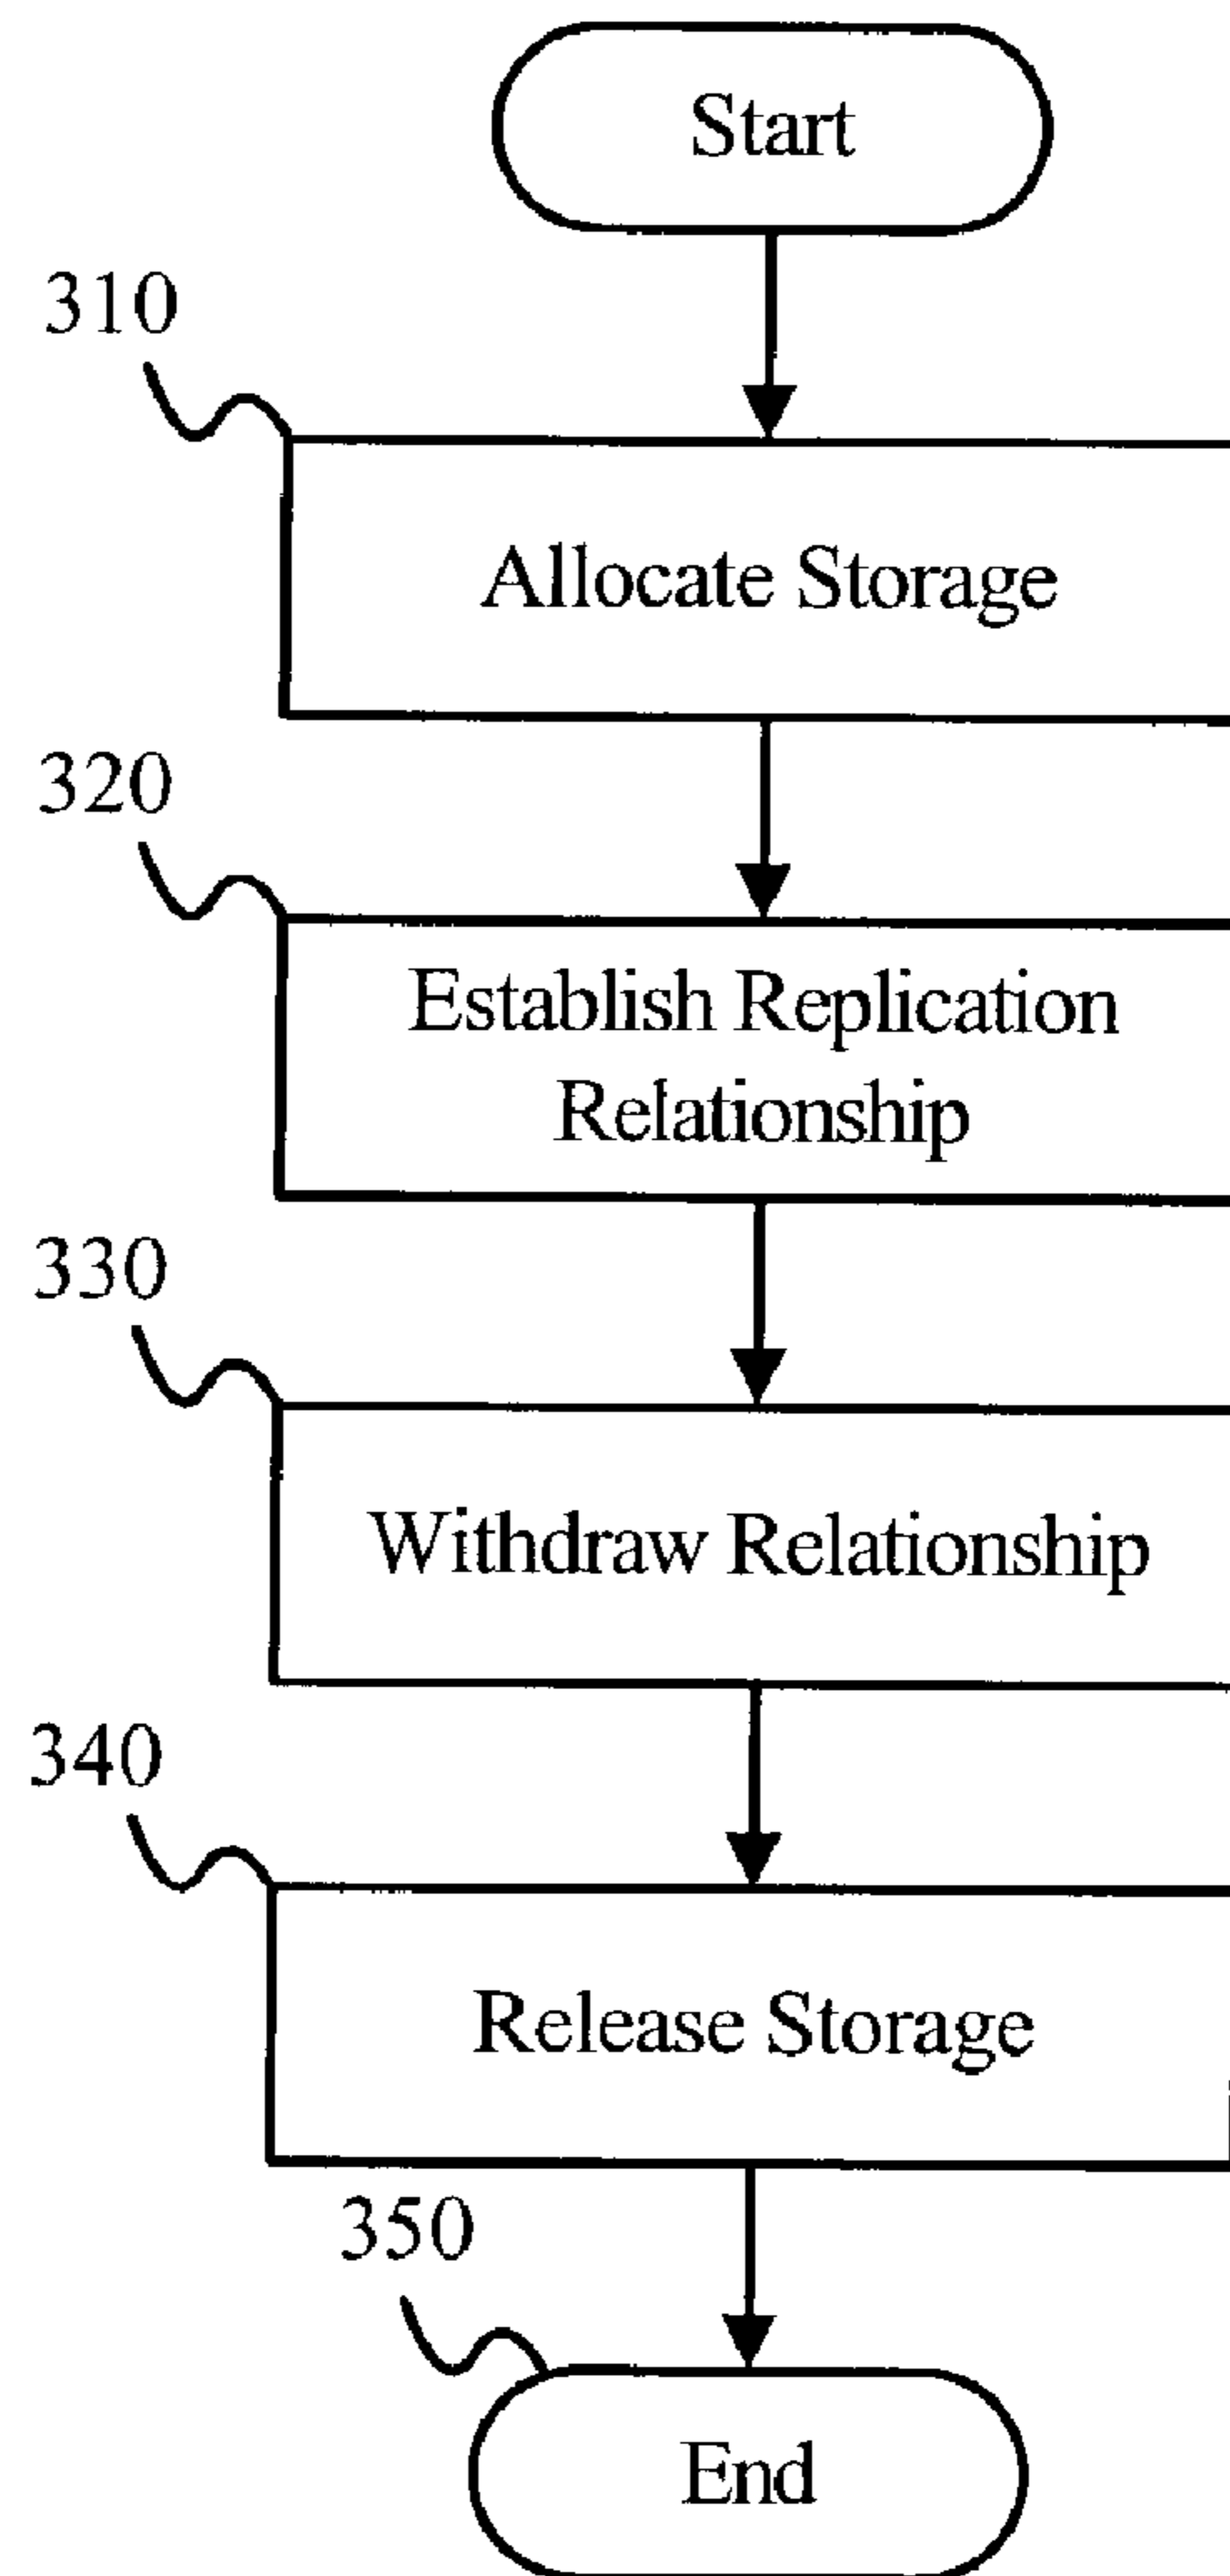 Start
310
Allocate Storage
320
Establish Replication
Relationship
330
Withdraw Relationship
340
Release Storage
350
End